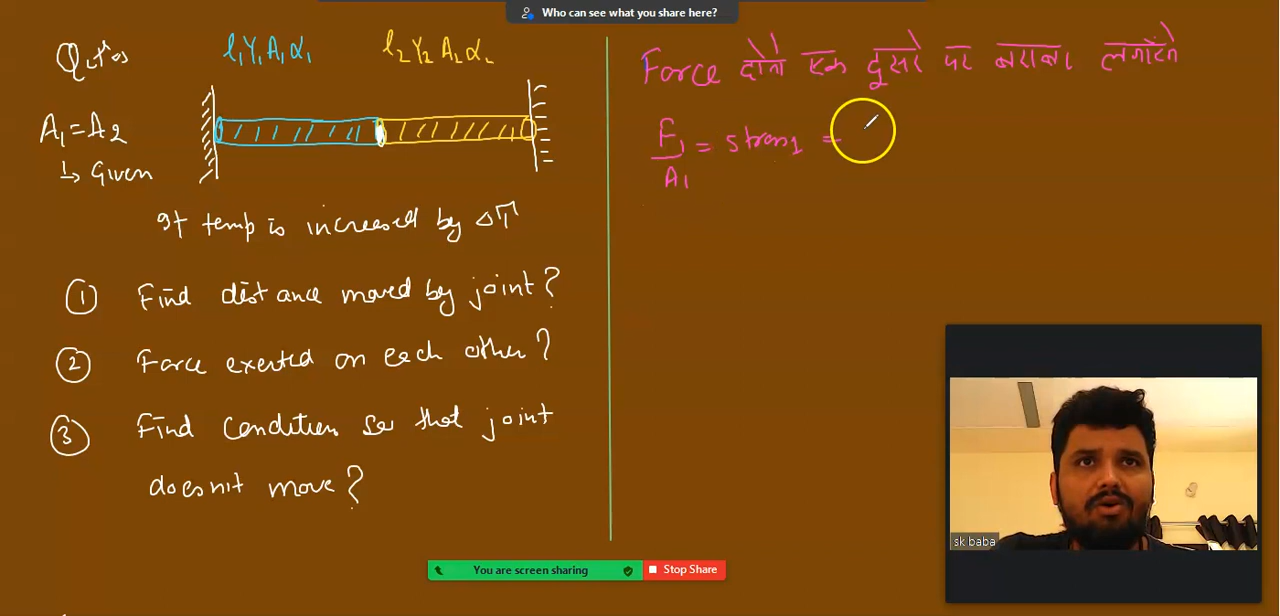 Who can see what you share here?
l₁Y₁A₁α₁ l₂Y₂A₂α₂
A₁ = A₂
↳ Given
If temp is increased by ΔT
① Find distance moved by joint?
② Force exerted on each other?
③ Find condition so that joint
doesn't move?
Force दोनों एक दूसरे पर बराबर लगाएंगे
F₁/A₁ = stress₁ =
sk baba
You are screen sharing
Stop Share